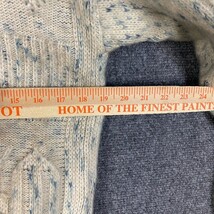 15 16 17 18 19 20 21 22 23 24
OT HOME OF THE FINEST PAINT